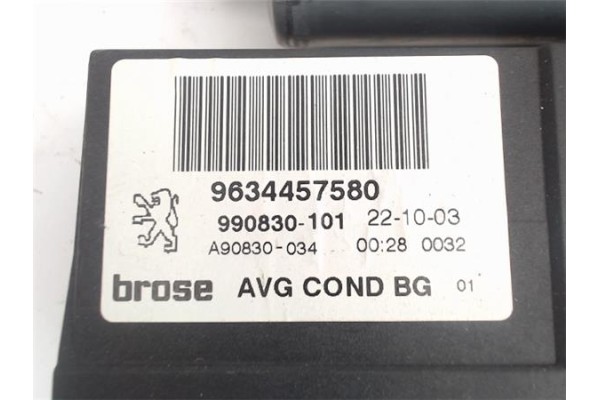 9634457580
990830-101 22-10-03
A90830-034 00:28 0032
brose AVG COND BG 01